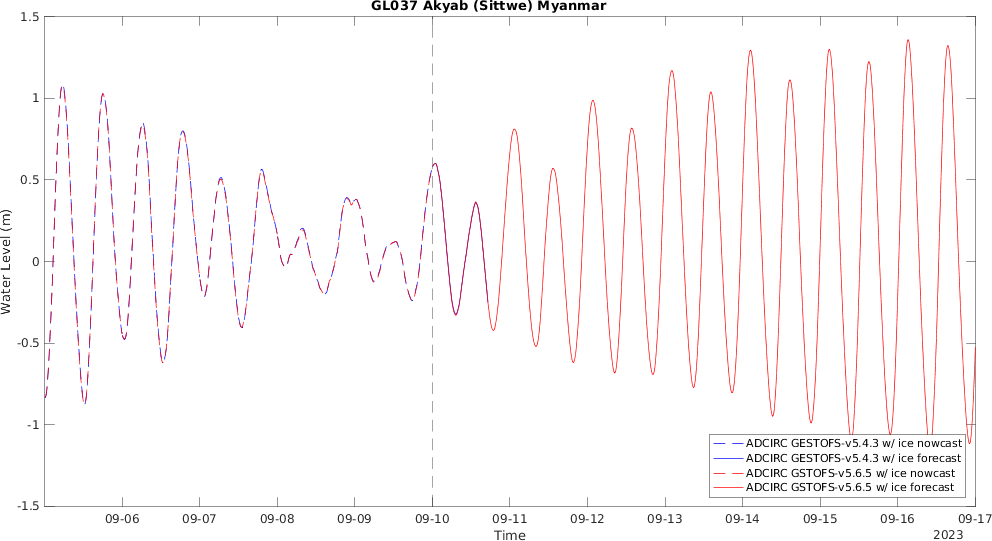 GL037 Akyab (Sittwe) Myanmar
1.5
1
0.5
0
-0.5
-1
-1.5
Water Level (m)
ADCIRC GESTOFS-v5.4.3 w/ ice nowcast
ADCIRC GESTOFS-v5.4.3 w/ ice forecast
ADCIRC GSTOFS-v5.6.5 w/ ice nowcast
ADCIRC GSTOFS-v5.6.5 w/ ice forecast
09-06 09-07 09-08 09-09 09-10 09-11 09-12 09-13 09-14 09-15 09-16 09-17
Time
2023